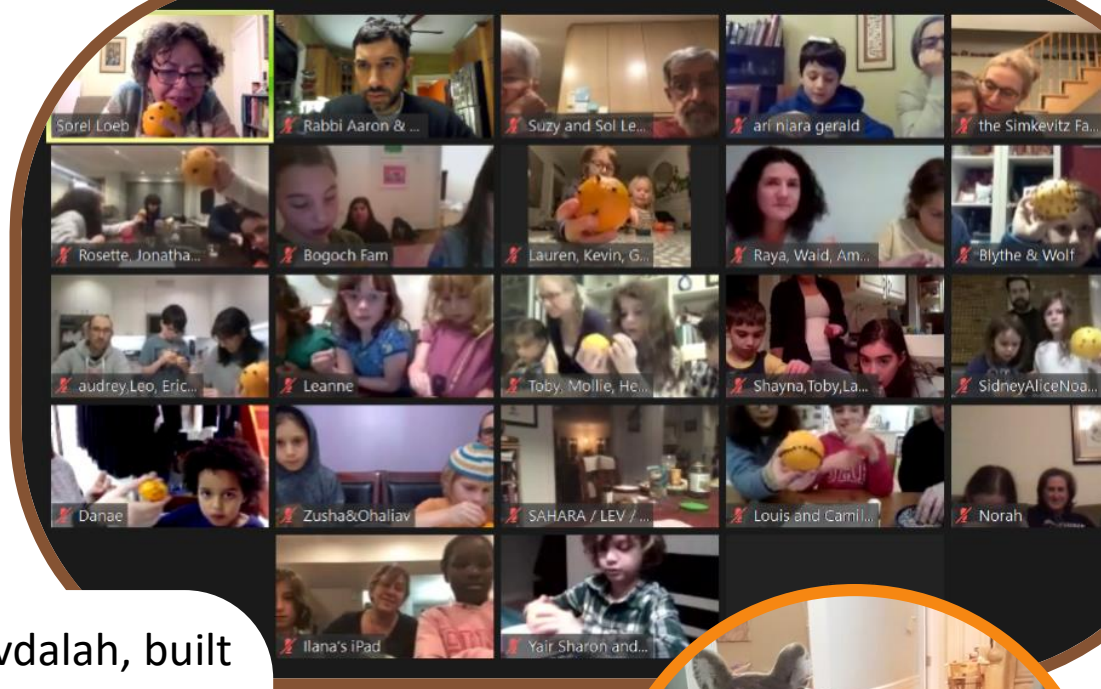 Sorel Loeb
Rabbi Aaron & ...
Suzy and Sol Le...
ari niara gerald
the Simkevitz Fa...
Rosette, Jonatha...
Bogoch Fam
Lauren, Kevin, G...
Raya, Waid, Am...
Blythe & Wolf
audrey,Leo, Eric...
Leanne
Toby, Mollie, He...
Shayna,Toby,La...
SidneyAliceNoa...
Danae
Zusha&Ohaliav
SAHARA / LEV / ...
Louis and Camil...
Norah
Ilana's iPad
Yair Sharon and...
vdalah, built